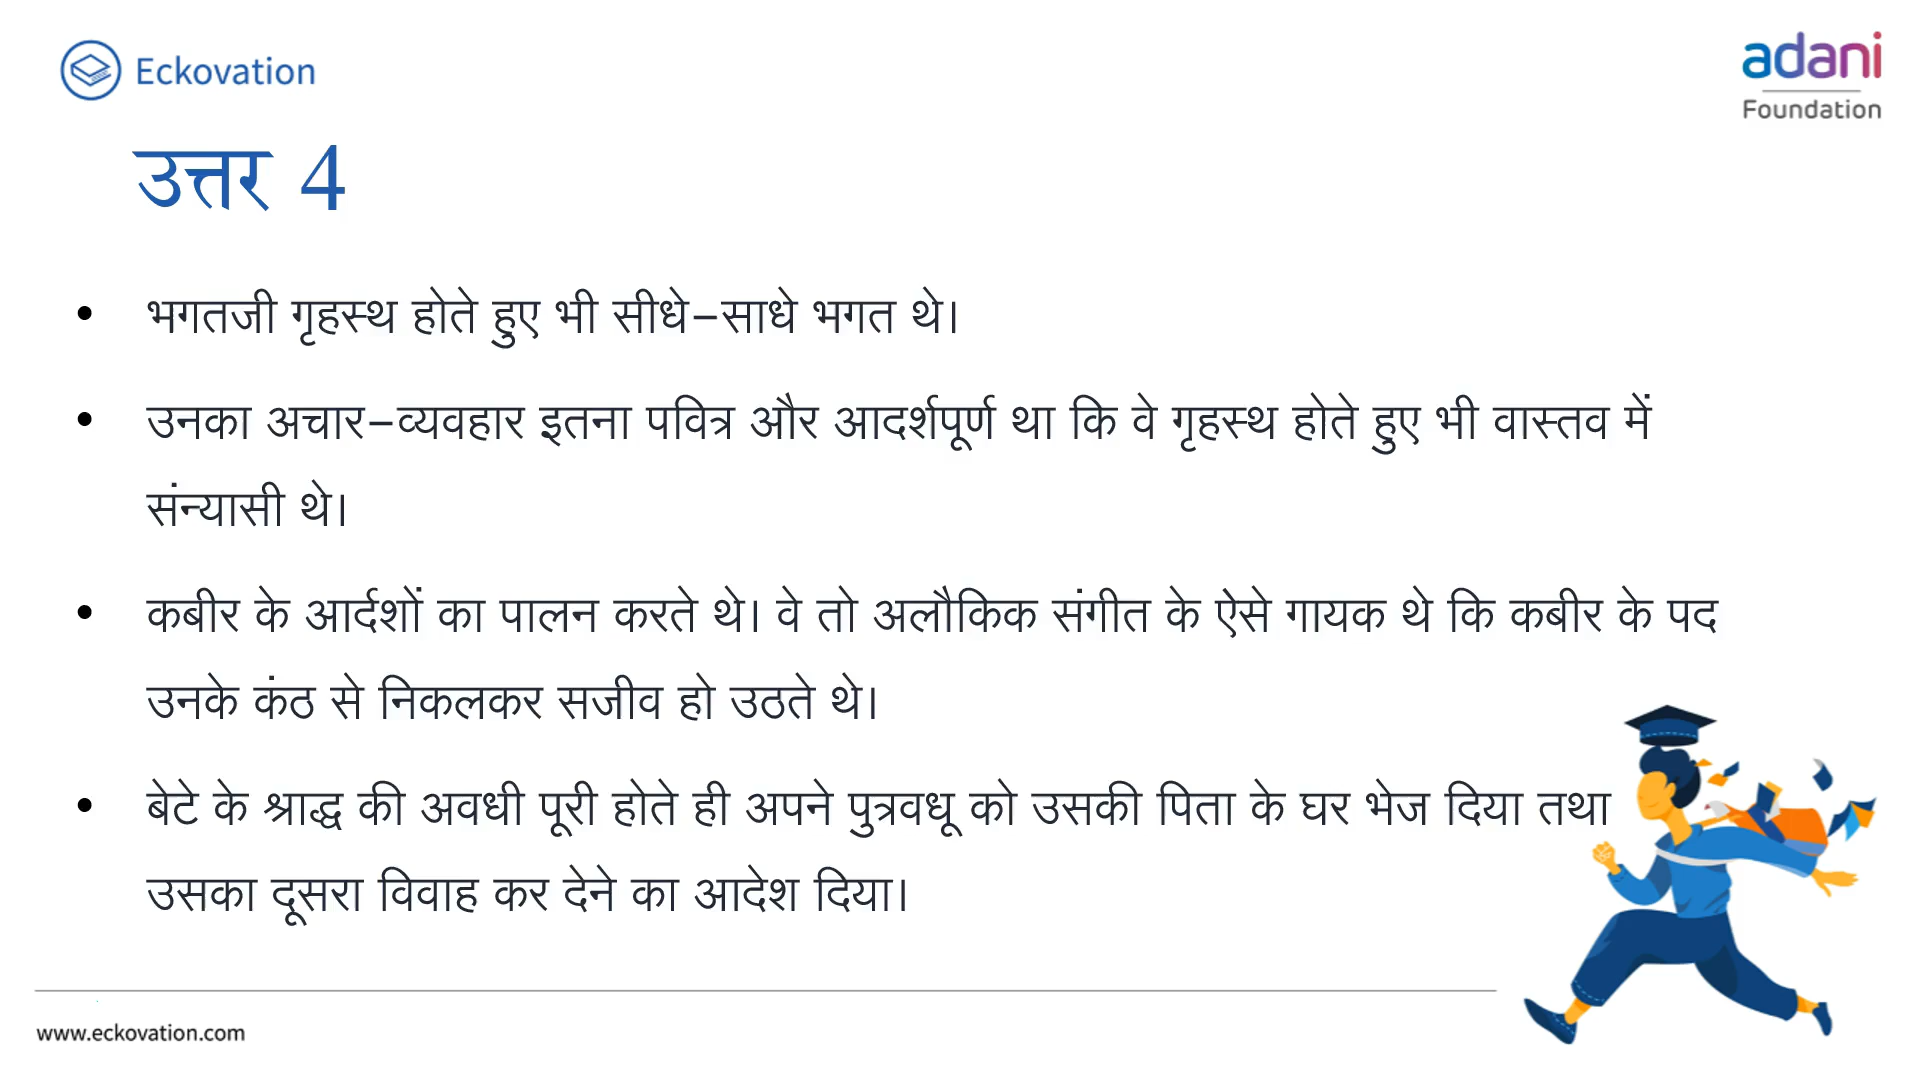 Eckovation
adani
Foundation
उत्तर 4
• भगतजी गृहस्थ होते हुए भी सीधे-साधे भगत थे।
• उनका अचार-व्यवहार इतना पवित्र और आदर्शपूर्ण था कि वे गृहस्थ होते हुए भी वास्तव में
संन्यासी थे।
• कबीर के आर्दशों का पालन करते थे। वे तो अलौकिक संगीत के ऐसे गायक थे कि कबीर के पद
उनके कंठ से निकलकर सजीव हो उठते थे।
• बेटे के श्राद्ध की अवधी पूरी होते ही अपने पुत्रवधू को उसकी पिता के घर भेज दिया तथा
उसका दूसरा विवाह कर देने का आदेश दिया।
www.eckovation.com